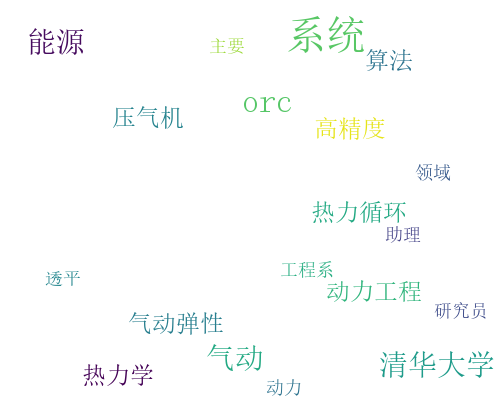 能源
主要
系统
算法
orc
压气机
高精度
领域
热力循环
助理
工程系
透平
动力工程
研究员
气动弹性
气动
清华大学
热力学
动力